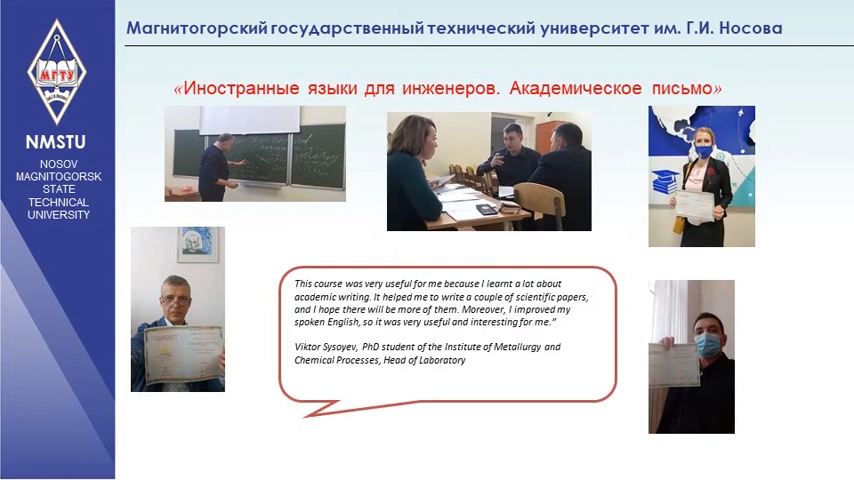 Магнитогорский государственный технический университет им. Г.И. Носова
МГТУ
NMSTU
NOSOV
MAGNITOGORSK
STATE
TECHNICAL
UNIVERSITY
«Иностранные языки для инженеров. Академическое письмо»
This course was very useful for me because I learnt a lot about
academic writing. It helped me to write a couple of scientific papers,
and I hope there will be more of them. Moreover, I improved my
spoken English, so it was very useful and interesting for me.”
Viktor Sysoyev, PhD student of the Institute of Metallurgy and
Chemical Processes, Head of Laboratory